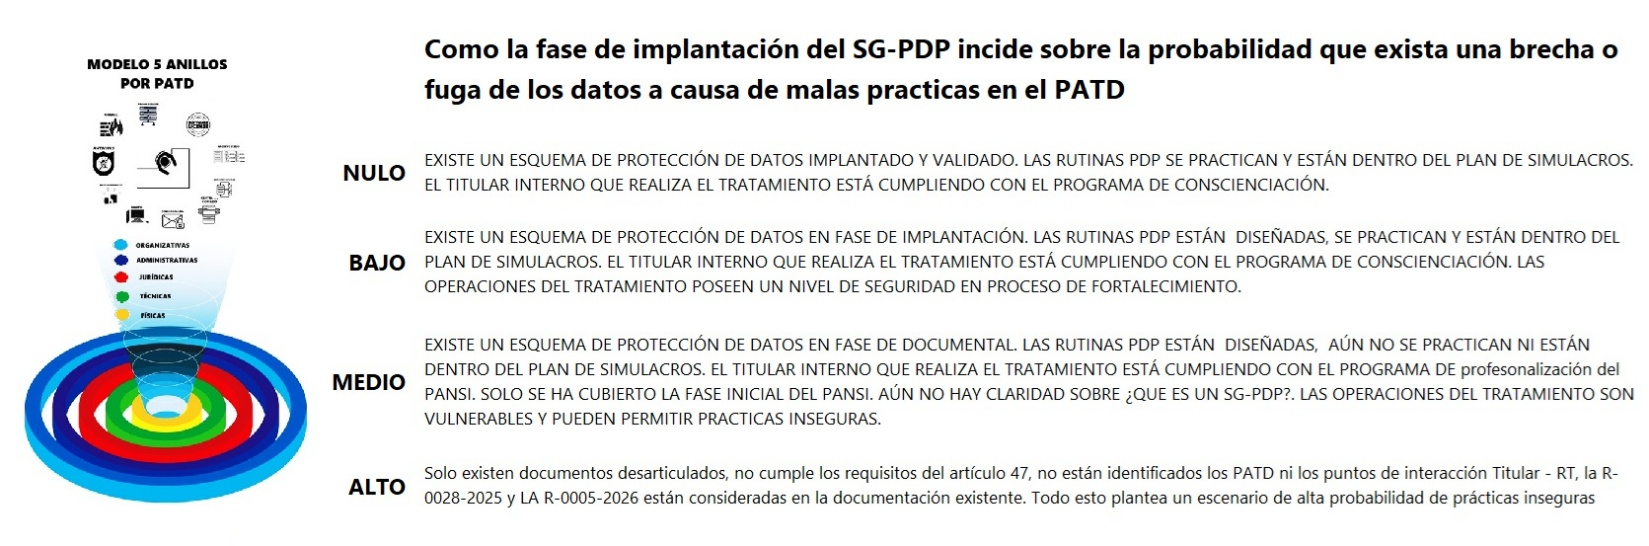 MODELO 5 ANILLOS
POR PATD
ORGANIZATIVAS
ADMINISTRATIVAS
JURÍDICAS
TÉCNICAS
FÍSICAS
Como la fase de implantación del SG-PDP incide sobre la probabilidad que exista una brecha o
fuga de los datos a causa de malas practicas en el PATD
NULO
EXISTE UN ESQUEMA DE PROTECCIÓN DE DATOS IMPLANTADO Y VALIDADO. LAS RUTINAS PDP SE PRACTICAN Y ESTÁN DENTRO DEL PLAN DE SIMULACROS.
EL TITULAR INTERNO QUE REALIZA EL TRATAMIENTO ESTÁ CUMPLIENDO CON EL PROGRAMA DE CONSCIENCIACIÓN.
BAJO
EXISTE UN ESQUEMA DE PROTECCIÓN DE DATOS EN FASE DE IMPLANTACIÓN. LAS RUTINAS PDP ESTÁN DISEÑADAS, SE PRACTICAN Y ESTÁN DENTRO DEL
PLAN DE SIMULACROS. EL TITULAR INTERNO QUE REALIZA EL TRATAMIENTO ESTÁ CUMPLIENDO CON EL PROGRAMA DE CONSCIENCIACIÓN. LAS
OPERACIONES DEL TRATAMIENTO POSEEN UN NIVEL DE SEGURIDAD EN PROCESO DE FORTALECIMIENTO.
MEDIO
EXISTE UN ESQUEMA DE PROTECCIÓN DE DATOS EN FASE DE DOCUMENTAL. LAS RUTINAS PDP ESTÁN DISEÑADAS, AÚN NO SE PRACTICAN NI ESTÁN
DENTRO DEL PLAN DE SIMULACROS. EL TITULAR INTERNO QUE REALIZA EL TRATAMIENTO ESTÁ CUMPLIENDO CON EL PROGRAMA DE profesonalización del
PANSI. SOLO SE HA CUBIERTO LA FASE INICIAL DEL PANSI. AÚN NO HAY CLARIDAD SOBRE ¿QUE ES UN SG-PDP?. LAS OPERACIONES DEL TRATAMIENTO SON
VULNERABLES Y PUEDEN PERMITIR PRACTICAS INSEGURAS.
ALTO
Solo existen documentos desarticulados, no cumple los requisitos del artículo 47, no están identificados los PATD ni los puntos de interacción Titular - RT, la R-
0028-2025 y LA R-0005-2026 están consideradas en la documentación existente. Todo esto plantea un escenario de alta probabilidad de prácticas inseguras